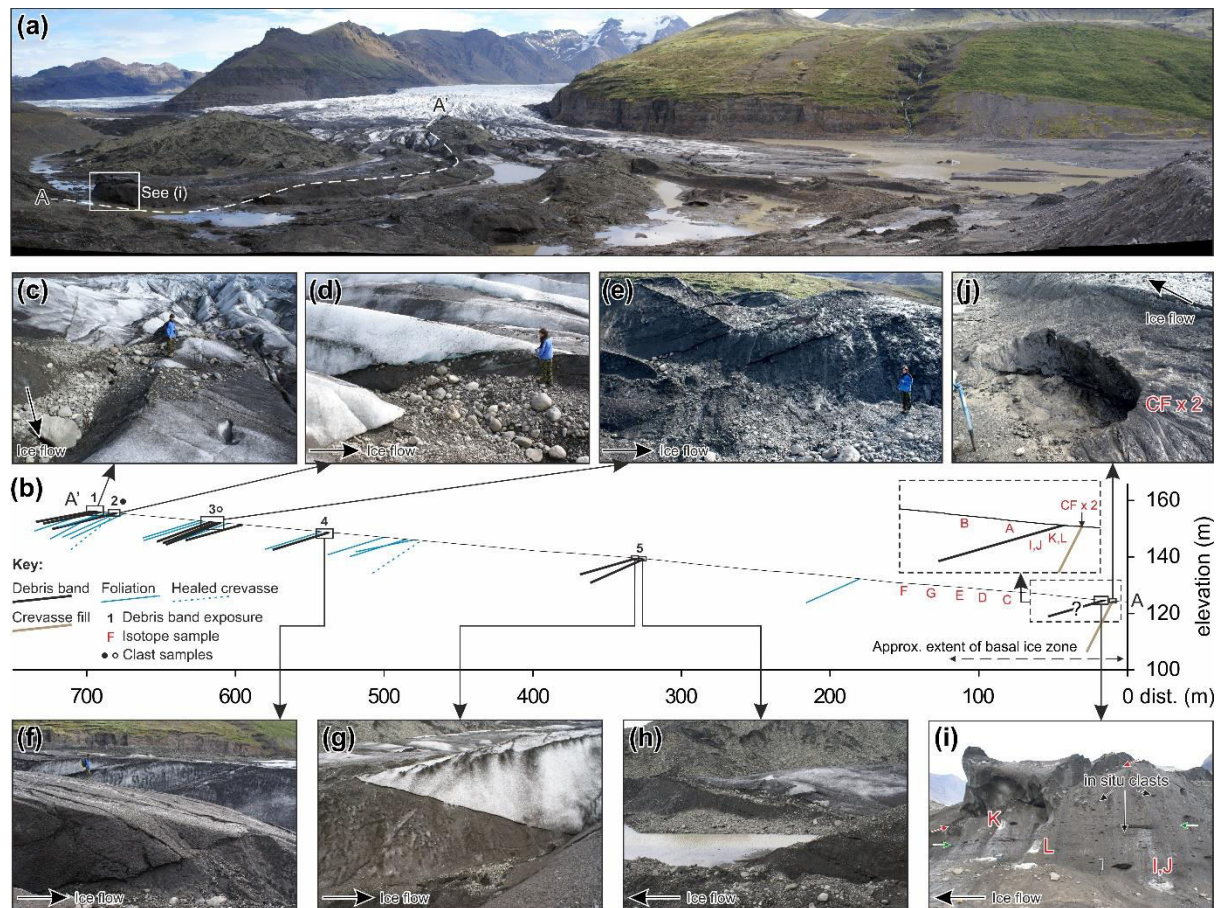 (a)
A'
A
See (i)
(c)
Ice flow
(d)
Ice flow
(e)
Ice flow
(j)
Ice flow
CF x 2
(b)
A' 1 2 3 4 5
160
140
120
100
elevation (m)
CF x 2
B A I,J K,L
F G E D C
? A
Approx. extent of basal ice zone
Key:
Debris band Foliation Healed crevasse
Crevasse fill 1 Debris band exposure
F Isotope sample
Clast samples
700 600 500 400 300 200 100 0 dist. (m)
(f)
Ice flow
(g)
Ice flow
(h)
Ice flow
(i)
in situ clasts
K
L
I,J
Ice flow